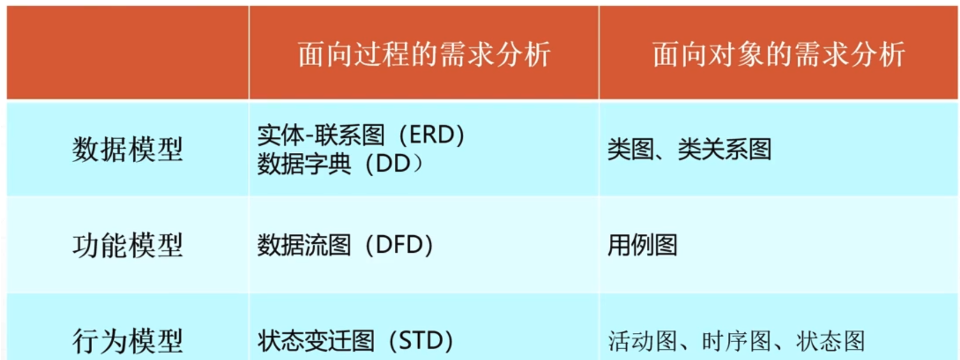 面向过程的需求分析
面向对象的需求分析
数据模型
实体-联系图（ERD）
数据字典（DD）
类图、类关系图
功能模型
数据流图（DFD）
用例图
行为模型
状态变迁图（STD）
活动图、时序图、状态图